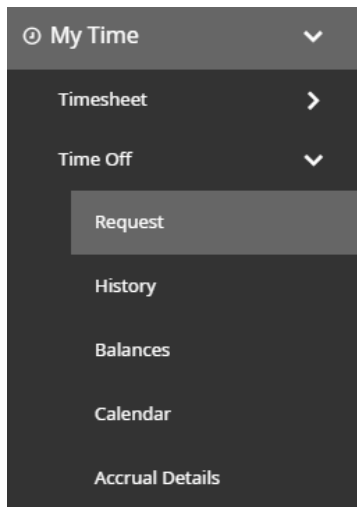 My Time
Timesheet
Time Off
Request
History
Balances
Calendar
Accrual Details